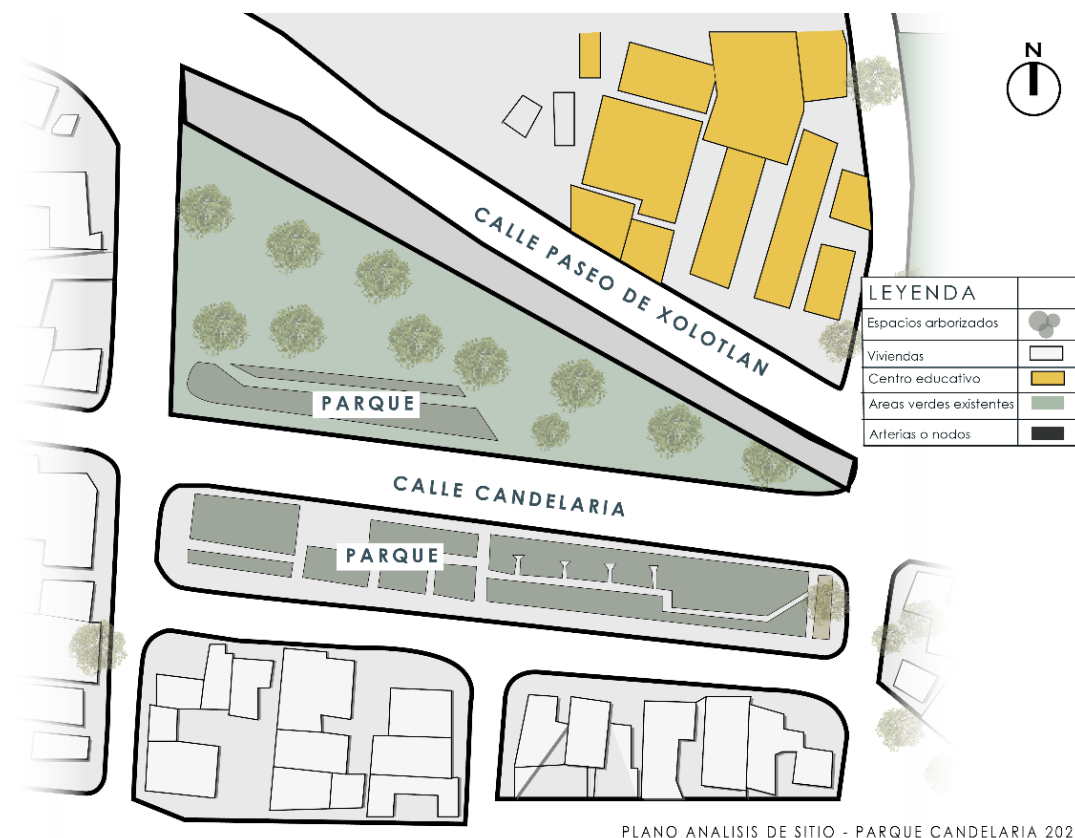 N
CALLE PASEO DE XOLOTLAN
LEYENDA
Espacios arborizados
Viviendas
Centro educativo
Areas verdes existentes
Arterias o nodos
PARQUE
CALLE CANDELARIA
PARQUE
PLANO ANALISIS DE SITIO - PARQUE CANDELARIA 202